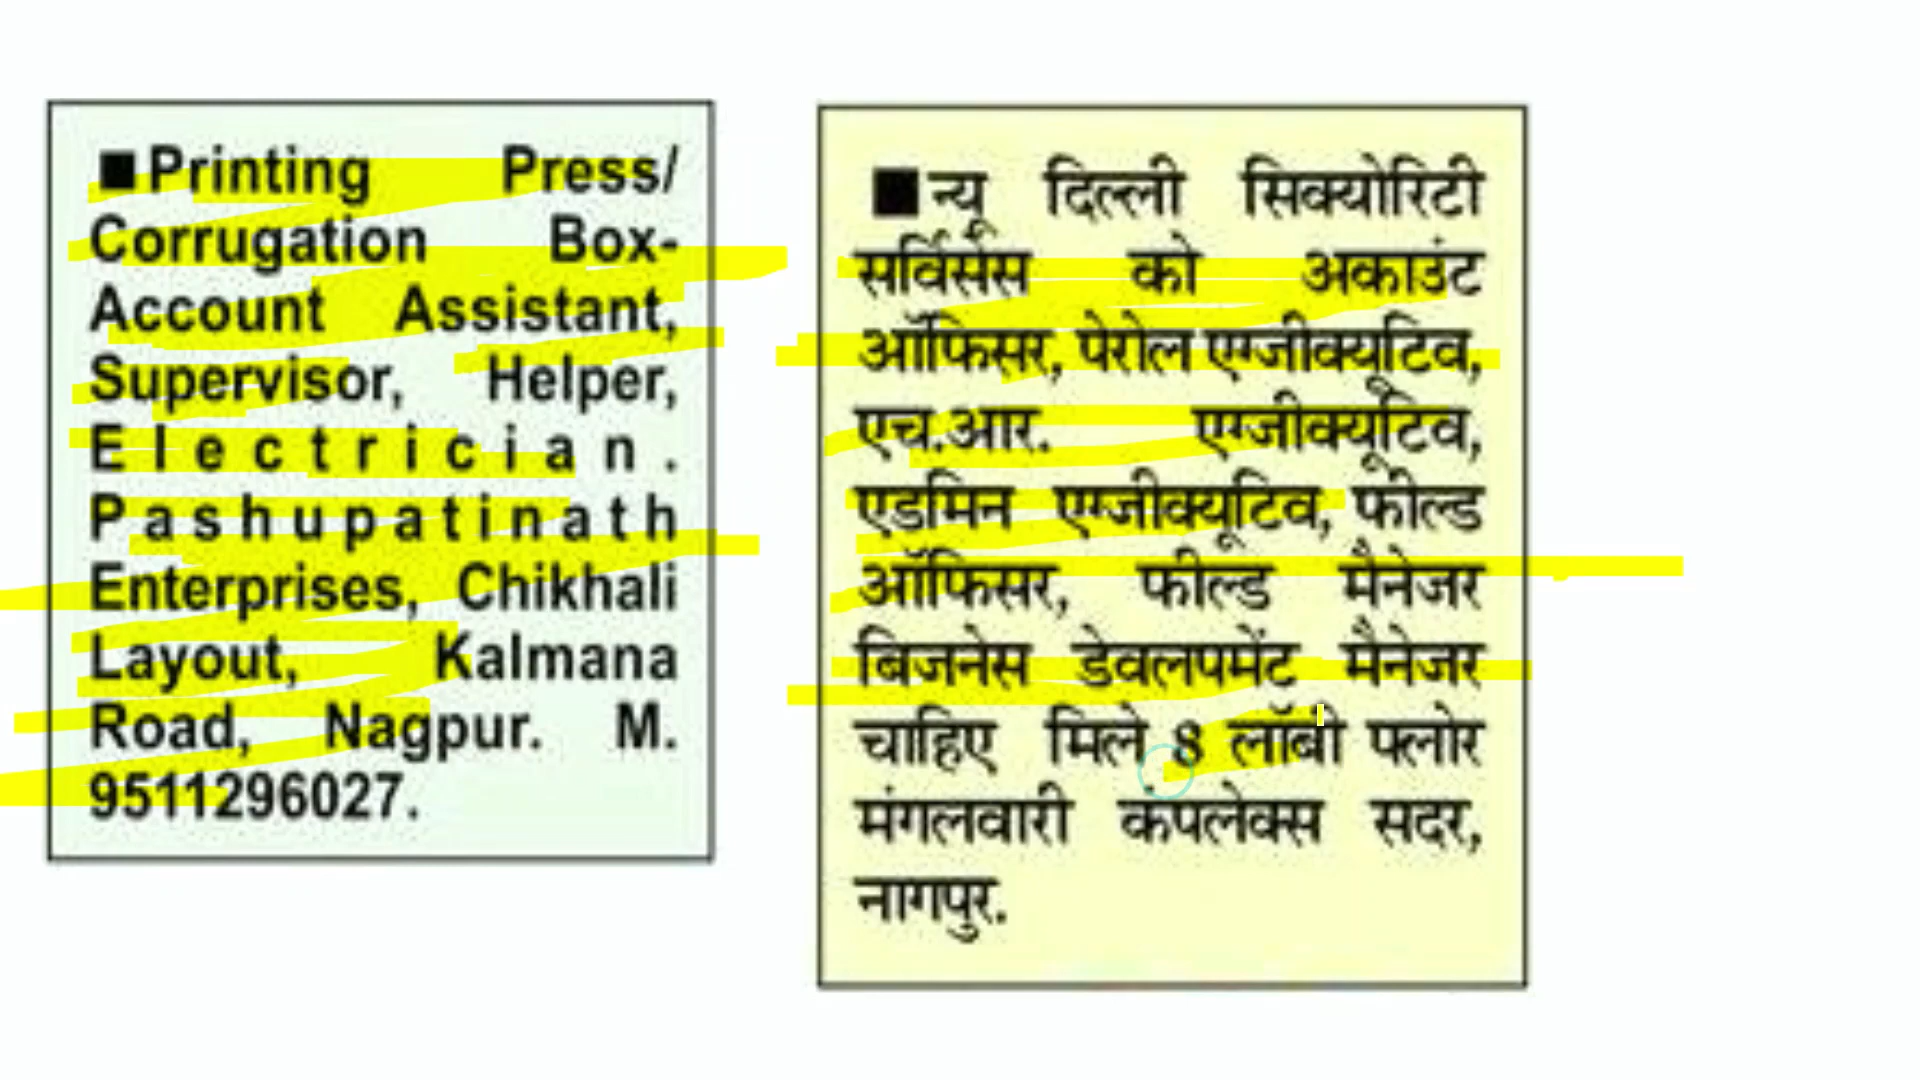 ■Printing Press/
Corrugation Box-
Account Assistant,
Supervisor, Helper,
Electrician.
Pashupatinath
Enterprises, Chikhali
Layout, Kalmana
Road, Nagpur. M.
9511296027.
■न्यू दिल्ली सिक्योरिटी
सर्विसेस को अकाउंट
ऑफिसर, पेरोल एग्जीक्यूटिव,
एच.आर. एग्जीक्यूटिव,
एडमिन एग्जीक्यूटिव, फील्ड
ऑफिसर, फील्ड मैनेजर
बिजनेस डेवलपमेंट मैनेजर
चाहिए मिले 8 लॉबी फ्लोर
मंगलवारी कंपलेक्स सदर,
नागपुर.